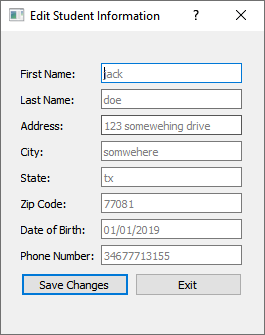 Edit Student Information ?
First Name: jack
Last Name: doe
Address: 123 somewehing drive
City: somwehere
State: tx
Zip Code: 77081
Date of Birth: 01/01/2019
Phone Number: 34677713155
Save Changes Exit